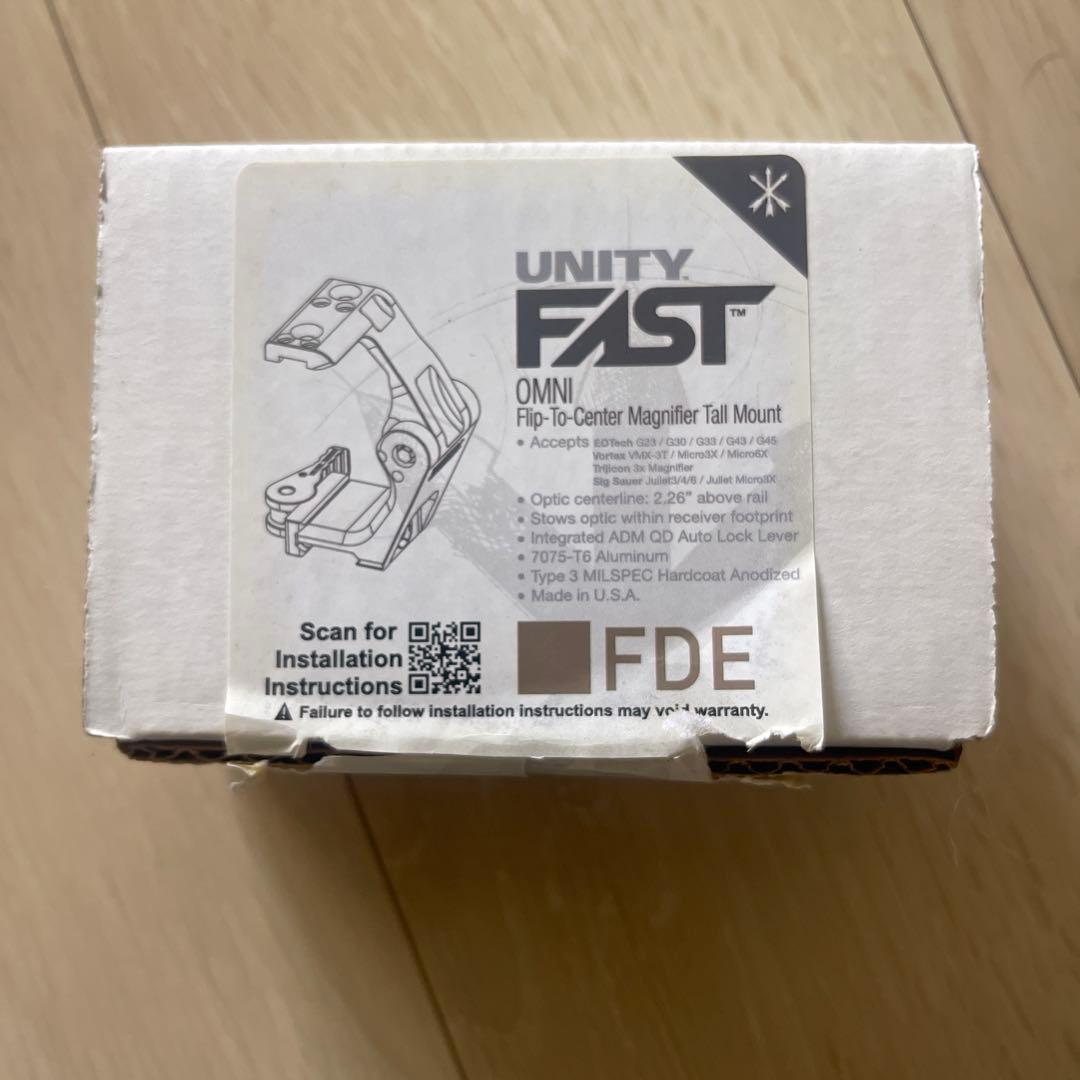 UNITY™
FAST™
OMNI
Flip-To-Center Magnifier Tall Mount
• Accepts EOTech G23 / G30 / G33 / G43 / G45
Vortex VMX-3T / Micro3X / Micro6X
Trijicon 3x Magnifier
Sig Sauer Juliet3/4/6 / Juliet Micro3X
• Optic centerline: 2.26" above rail
• Stows optic within receiver footprint
• Integrated ADM QD Auto Lock Lever
• 7075-T6 Aluminum
• Type 3 MILSPEC Hardcoat Anodized
• Made in U.S.A.
Scan for
Installation
Instructions
FDE
Failure to follow installation instructions may void warranty.